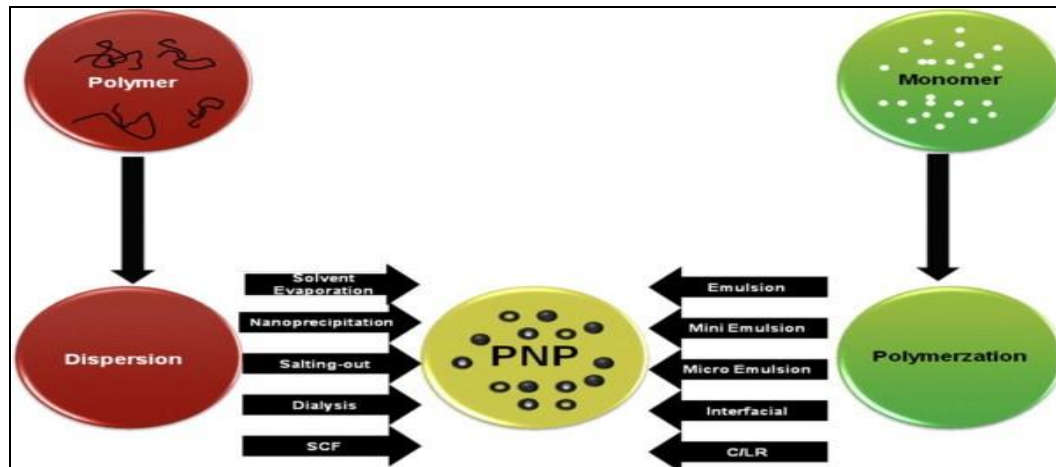 Polymer
Monomer
Solvent
Evaporation
Nanoprecipitation
Salting-out
Dialysis
SCF
Dispersion
PNP
Emulsion
Mini Emulsion
Micro Emulsion
Interfacial
C/LR
Polymerzation